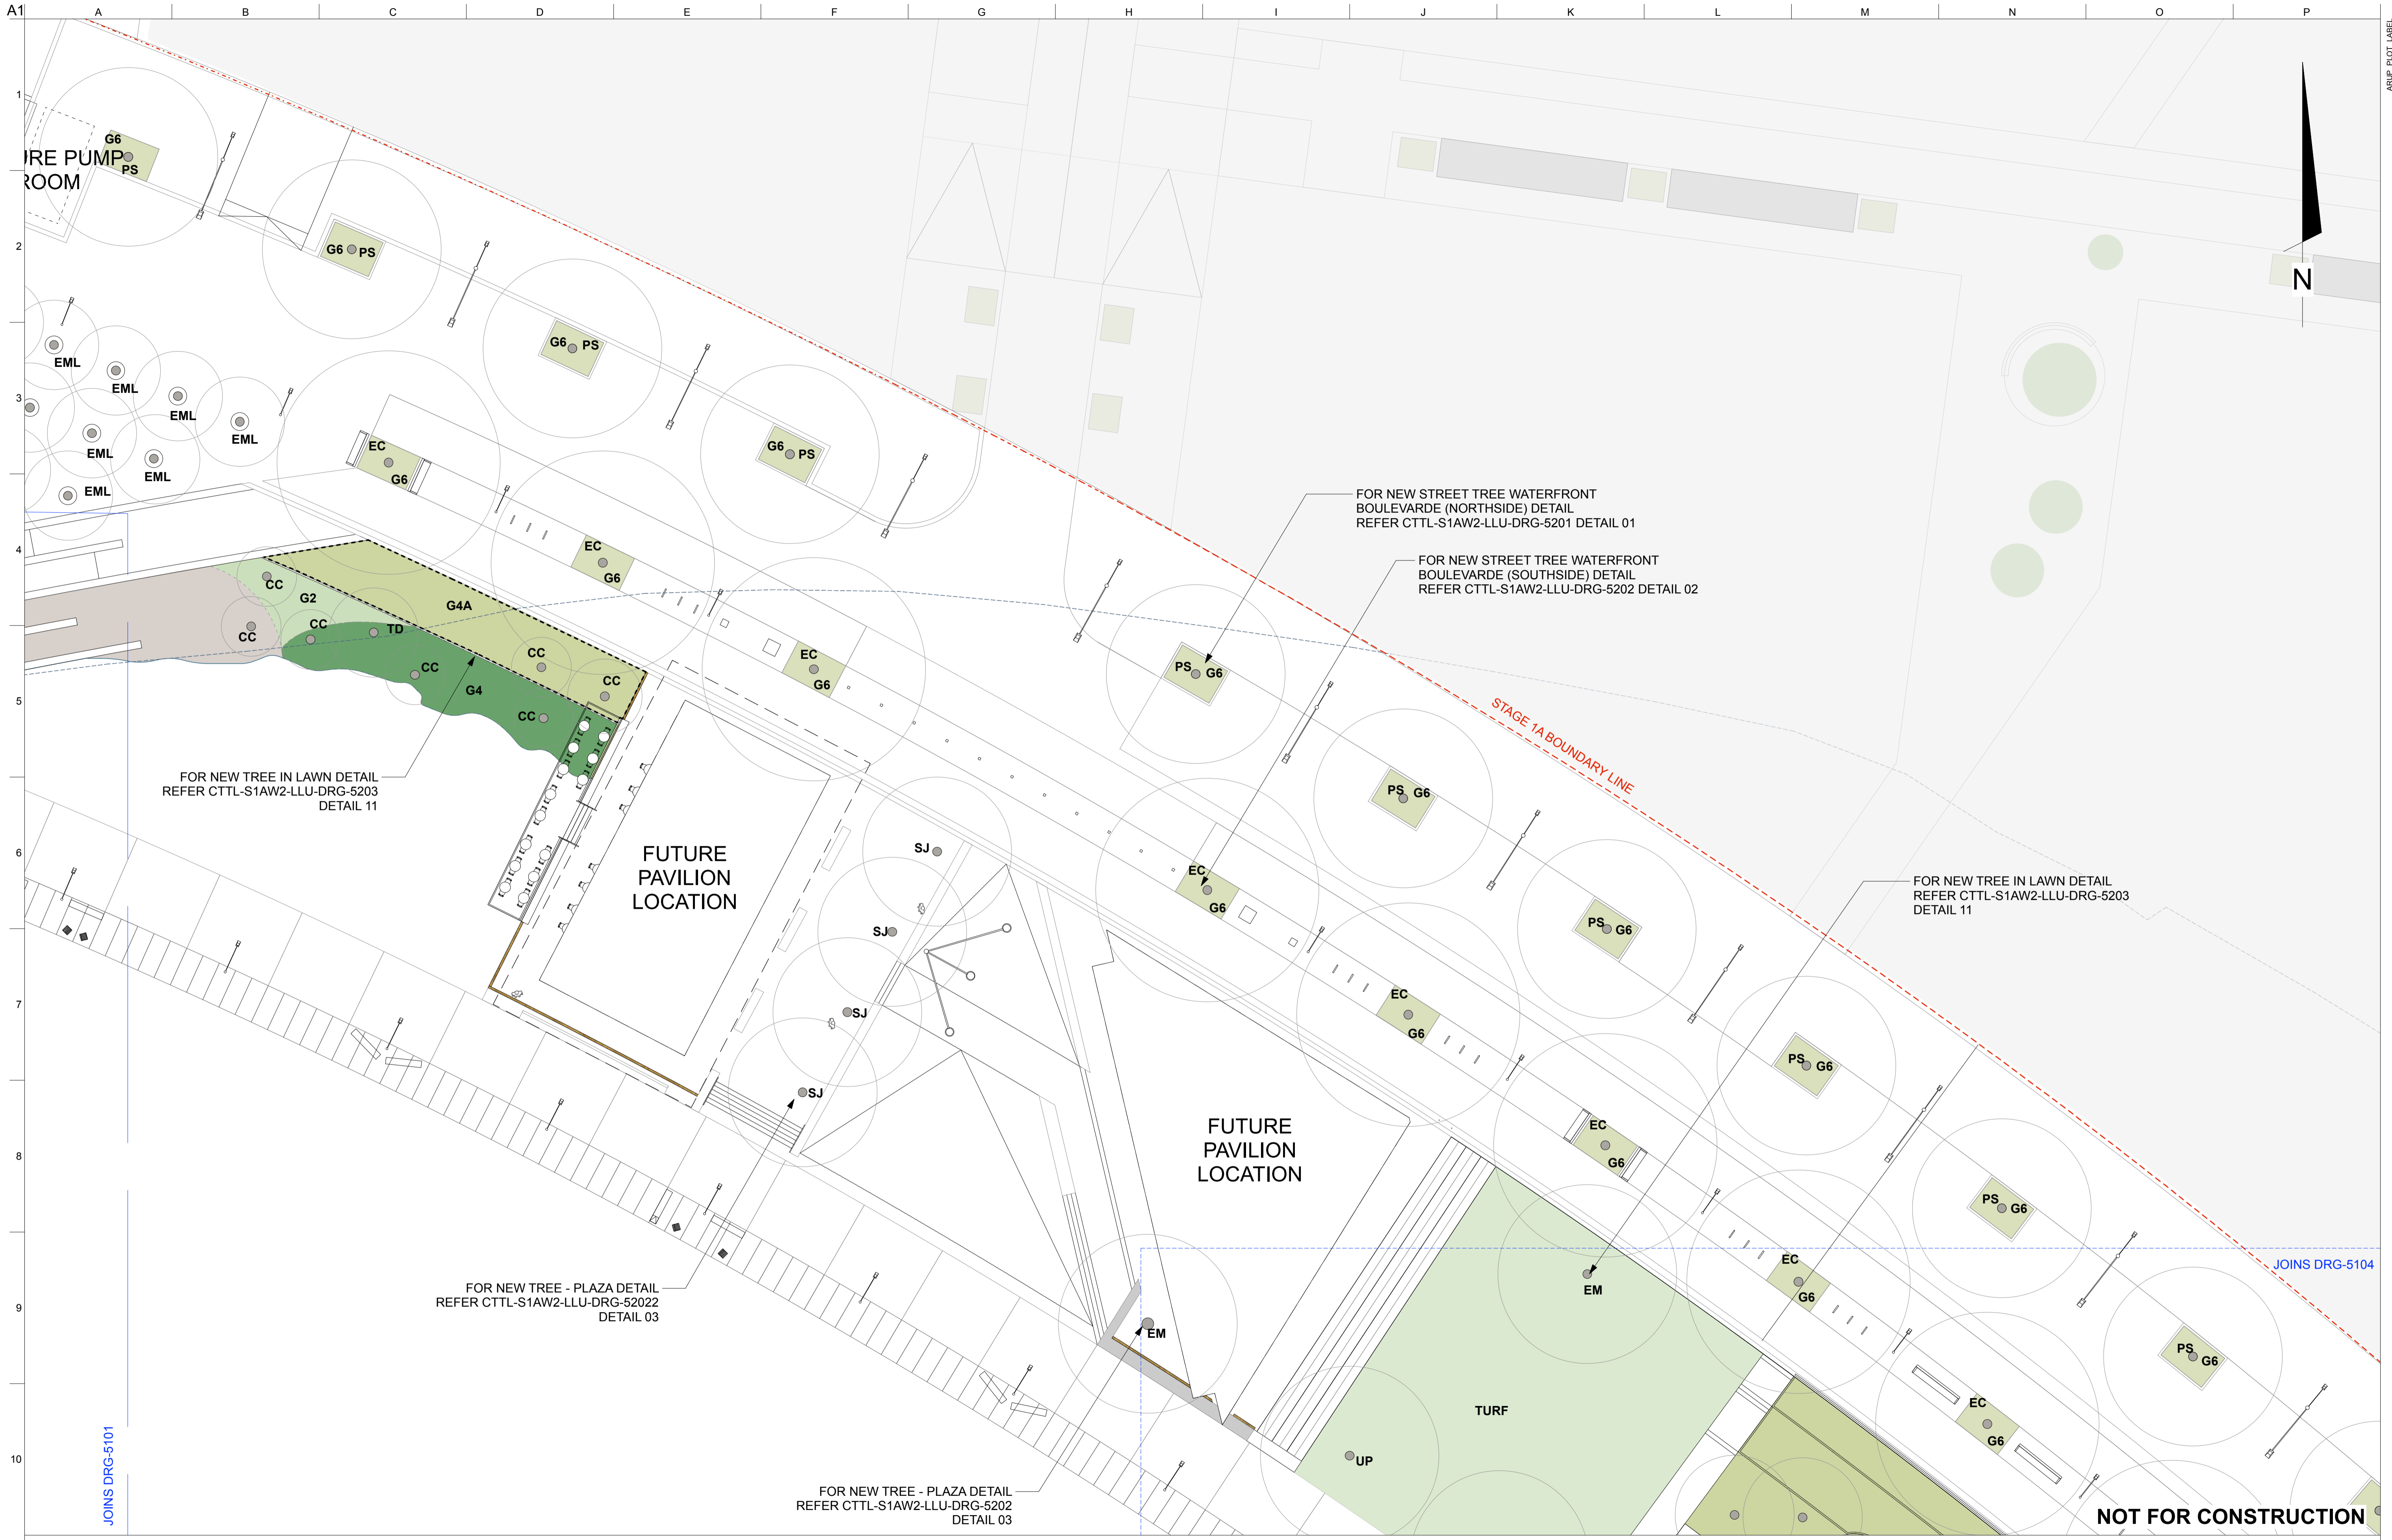 A1
A B C D E F G H I J K L M N O P
ARUP PLOT LABEL
1
G6
URE PUMP
PS
ROOM
2
G6 PS
N
G6 PS
EML
EML
3
EML
EML
G6 PS
EML
EC
EML
G6
EML
FOR NEW STREET TREE WATERFRONT
BOULEVARDE (NORTHSIDE) DETAIL
REFER CTTL-S1AW2-LLU-DRG-5201 DETAIL 01
4
EC
FOR NEW STREET TREE WATERFRONT
BOULEVARDE (SOUTHSIDE) DETAIL
REFER CTTL-S1AW2-LLU-DRG-5202 DETAIL 02
CC
G6
G2
G4A
CC
CC
TD
CC
EC
CC
PS G6
G6
CC
G4
5
CC
STAGE 1A BOUNDARY LINE
FOR NEW TREE IN LAWN DETAIL
REFER CTTL-S1AW2-LLU-DRG-5203
DETAIL 11
PS G6
SJ
6
FUTURE
PAVILION
LOCATION
EC
G6
FOR NEW TREE IN LAWN DETAIL
REFER CTTL-S1AW2-LLU-DRG-5203
DETAIL 11
SJ
PS G6
EC
7
SJ
G6
PS G6
SJ
FUTURE
PAVILION
LOCATION
EC
8
G6
PS G6
EC
JOINS DRG-5104
FOR NEW TREE - PLAZA DETAIL
REFER CTTL-S1AW2-LLU-DRG-52022
DETAIL 03
EM
G6
9
EM
PS G6
EC
TURF
G6
JOINS DRG-5101
10
UP
FOR NEW TREE - PLAZA DETAIL
REFER CTTL-S1AW2-LLU-DRG-5202
DETAIL 03
NOT FOR CONSTRUCTION